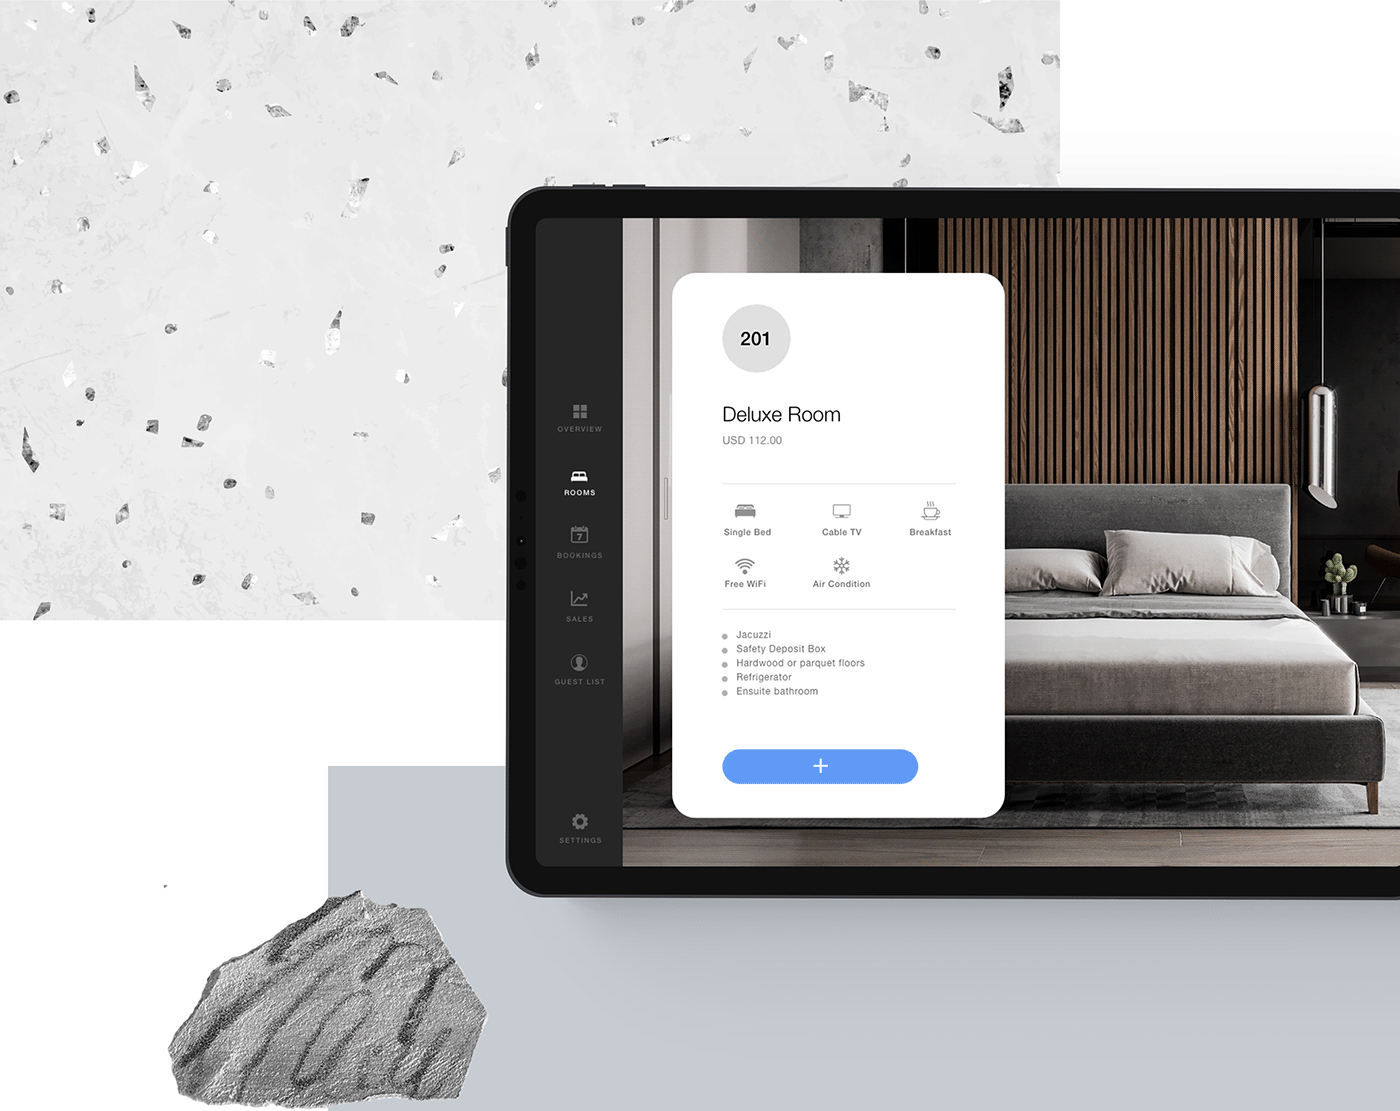 201
Deluxe Room
USD 112.00
OVERVIEW
ROOMS
7
BOOKINGS
SALES
GUEST LIST
SETTINGS
Single Bed
Cable TV
Breakfast
Free WiFi
Air Condition
Jacuzzi
Safety Deposit Box
Hardwood or parquet floors
Refrigerator
Ensuite bathroom
+